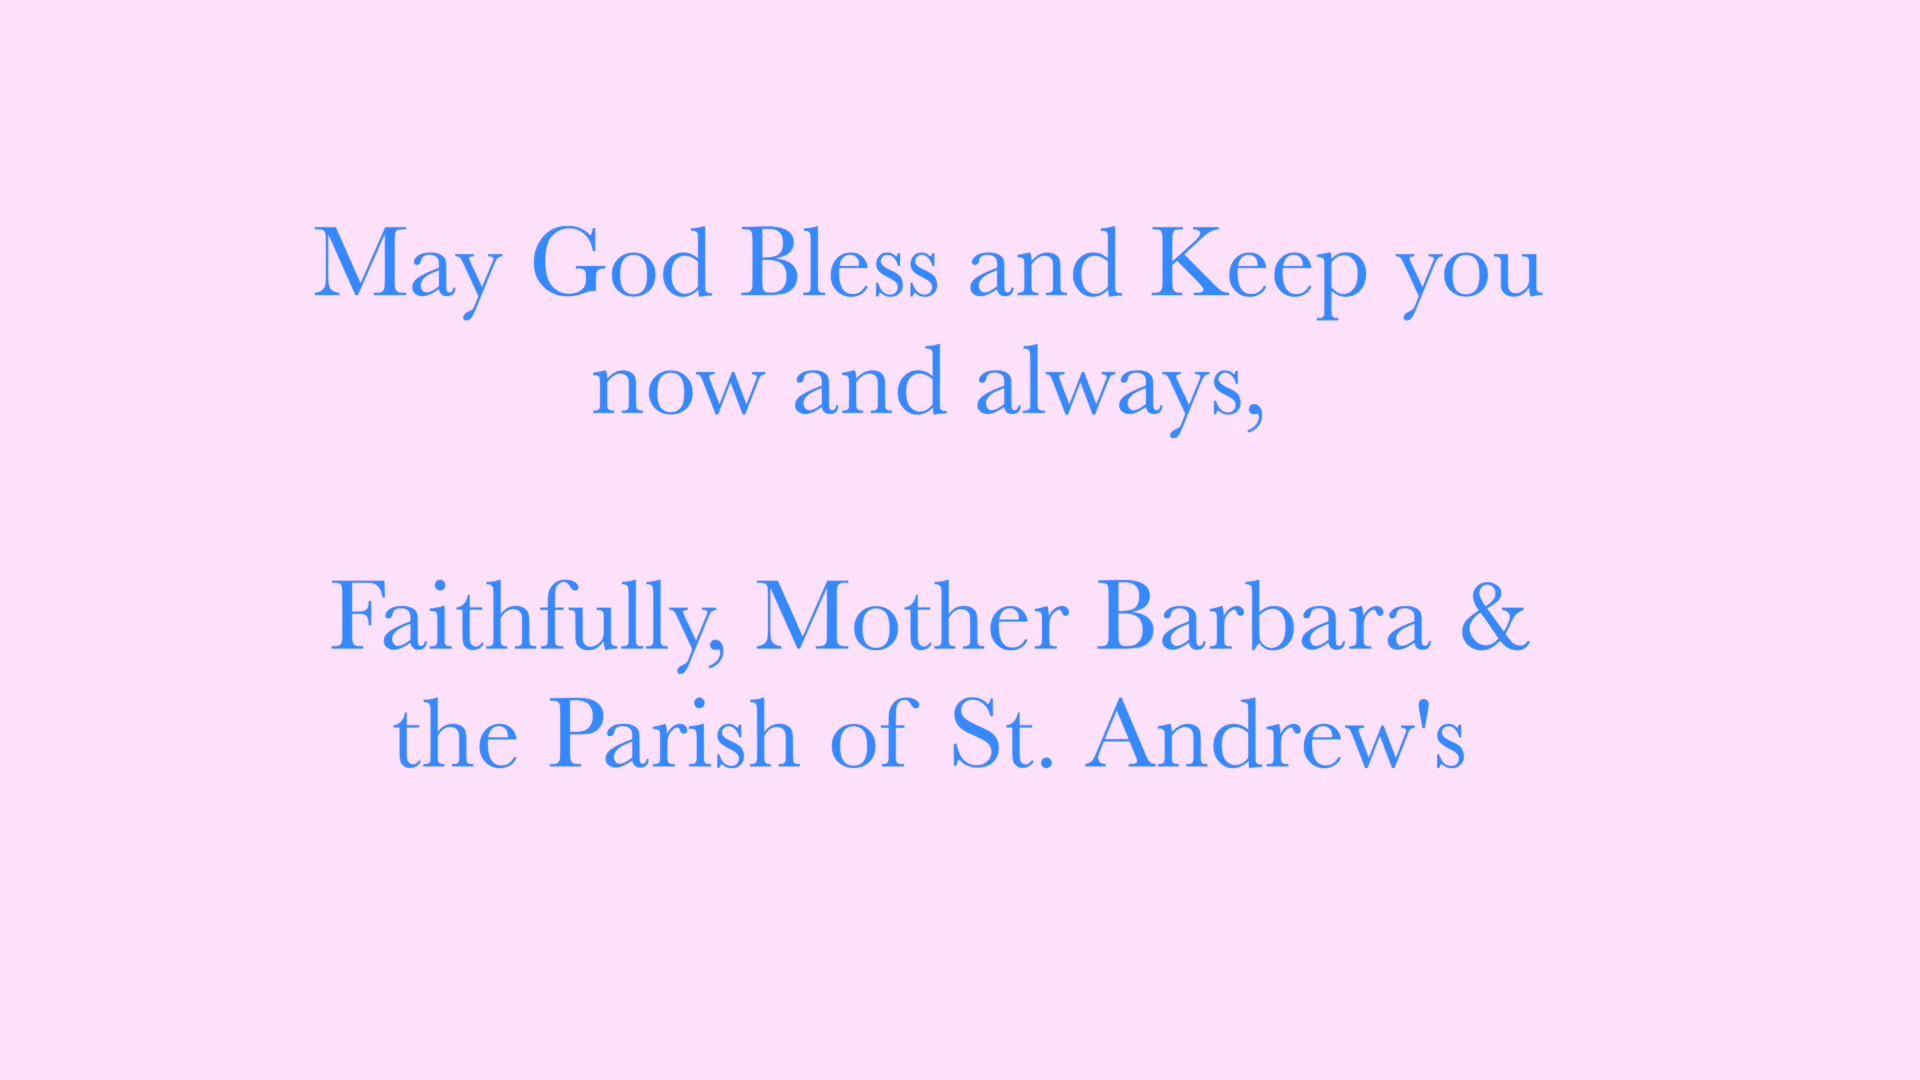 May God Bless and Keep you
now and always,
Faithfully, Mother Barbara &
the Parish of St. Andrew's